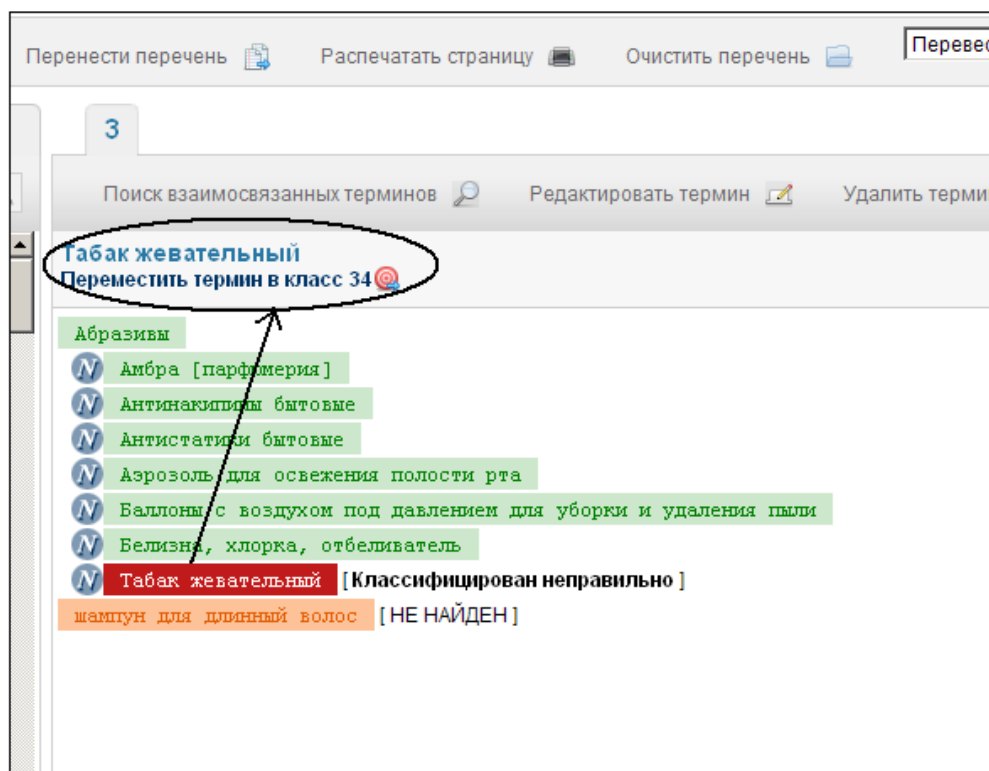 Перенести перечень Распечатать страницу Очистить перечень
3
Поиск взаимосвязанных терминов Редактировать термин Удалить
Табак жевательный
Переместить термин в класс 34
Абразивы
N Амбра [парфюмерия]
N Антинакипины бытовые
N Антистатики бытовые
N Аэрозоль для освежения полости рта
N Баллоны с воздухом под давлением для уборки и удаления пыли
N Белизна, хлорка, отбеливатель
N Табак жевательный [Классифицирован неправильно ]
шампун для длинный волос [ НЕ НАЙДЕН ]